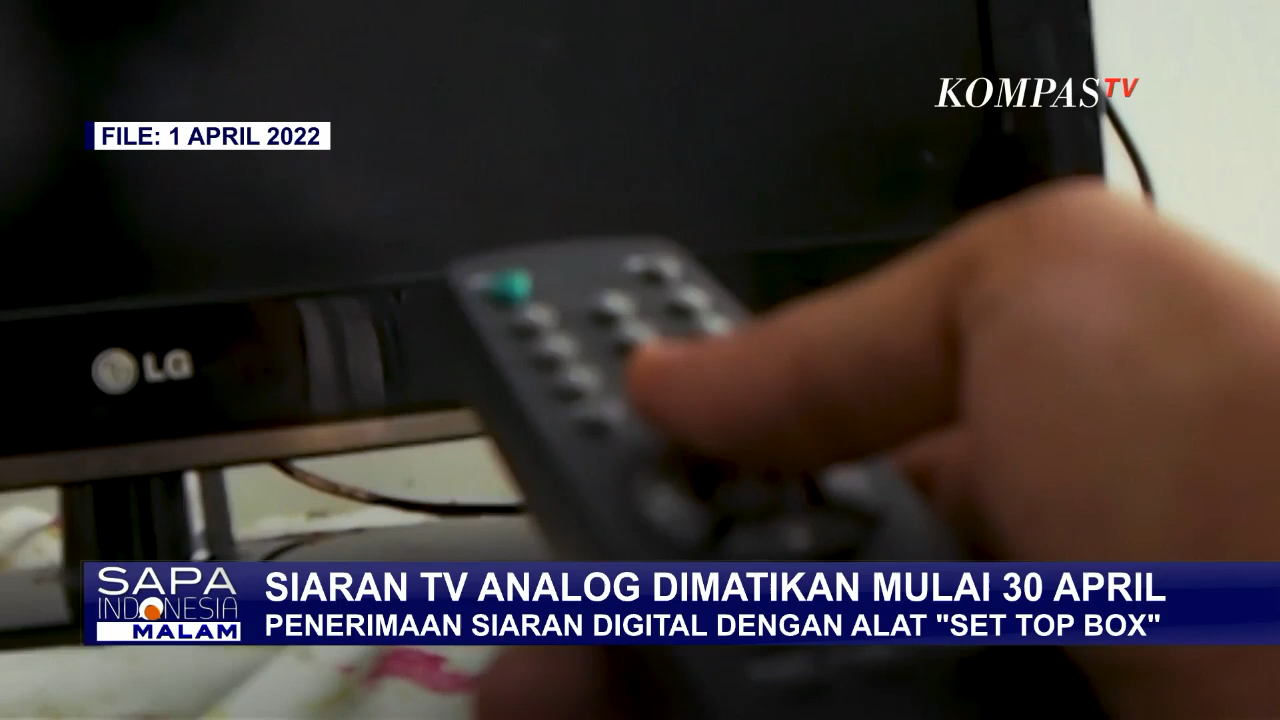 KOMPASTV
FILE: 1 APRIL 2022
LG
SAPA
INDONESIA
MALAM
SIARAN TV ANALOG DIMATIKAN MULAI 30 APRIL
PENERIMAAN SIARAN DIGITAL DENGAN ALAT "SET TOP BOX"